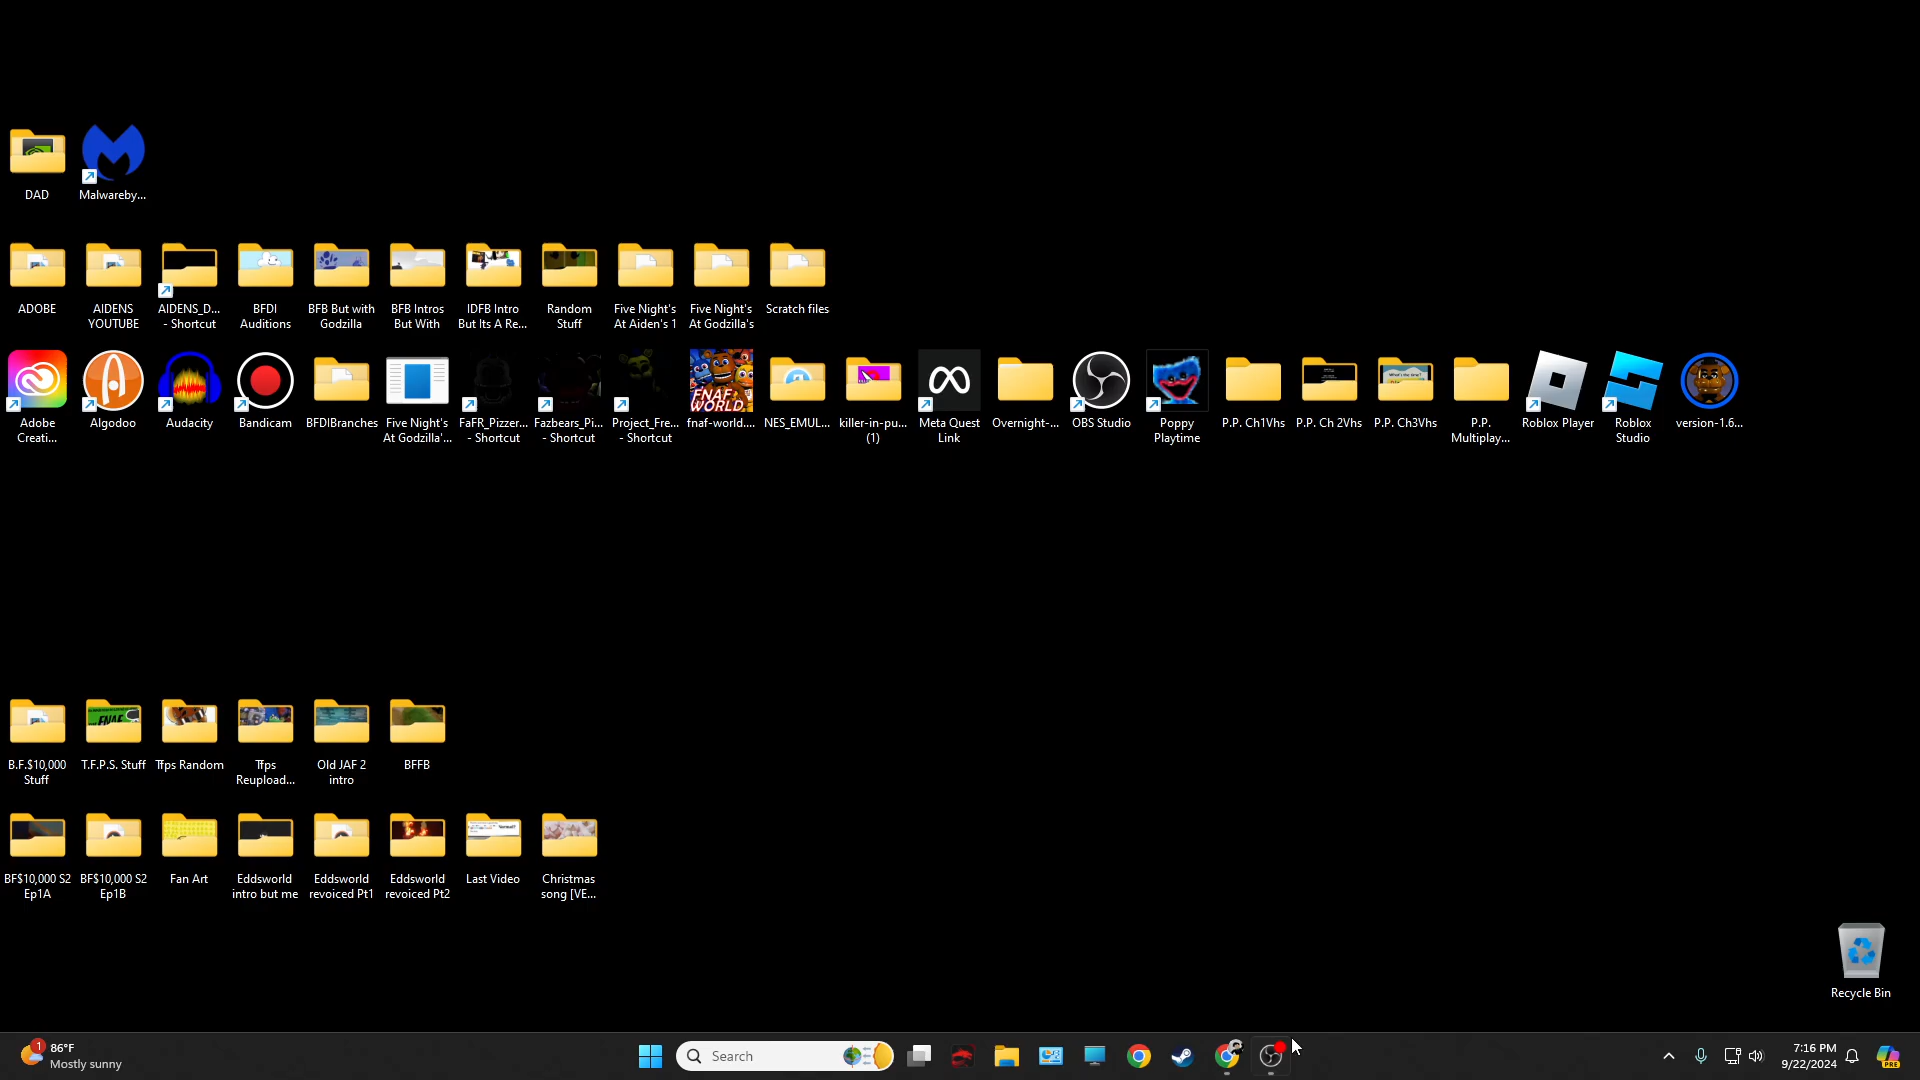 DAD
Malwareby...
ADOBE
AIDENS
YOUTUBE
AIDENS_D...
- Shortcut
BFDI
Auditions
BFB But with
Godzilla
BFB Intros
But With
IDFB Intro
But Its A Re...
Random
Stuff
Five Night's
At Aiden's 1
Five Night's
At Godzilla's
Scratch files
Adobe
Creati...
Algodoo
Audacity
Bandicam
BFDIBranches
Five Night's
At Godzilla'...
FaFR_Pizzer...
- Shortcut
Fazbears_Pi...
- Shortcut
Project_Fre...
- Shortcut
FNAF
WORLD
fnaf-world....
NES_EMUL...
killer-in-pu...
(1)
Meta Quest
Link
Overnight-...
OBS Studio
Poppy
Playtime
P.P. Ch1Vhs
P.P. Ch 2Vhs
P.P. Ch3Vhs
P.P.
Multiplay...
Roblox Player
Roblox
Studio
version-1.6...
B.F.$10,000
Stuff
FNAF
T.F.P.S. Stuff
Tfps Random
Tfps
Reupload...
Old JAF 2
intro
BFFB
BF$10,000 S2
Ep1A
BF$10,000 S2
Ep1B
Fan Art
Eddsworld
intro but me
Eddsworld
revoiced Pt1
Eddsworld
revoiced Pt2
Last Video
Christmas
song [VE...
Recycle Bin
1
86°F
Mostly sunny
Search
7:16 PM
9/22/2024
PRE